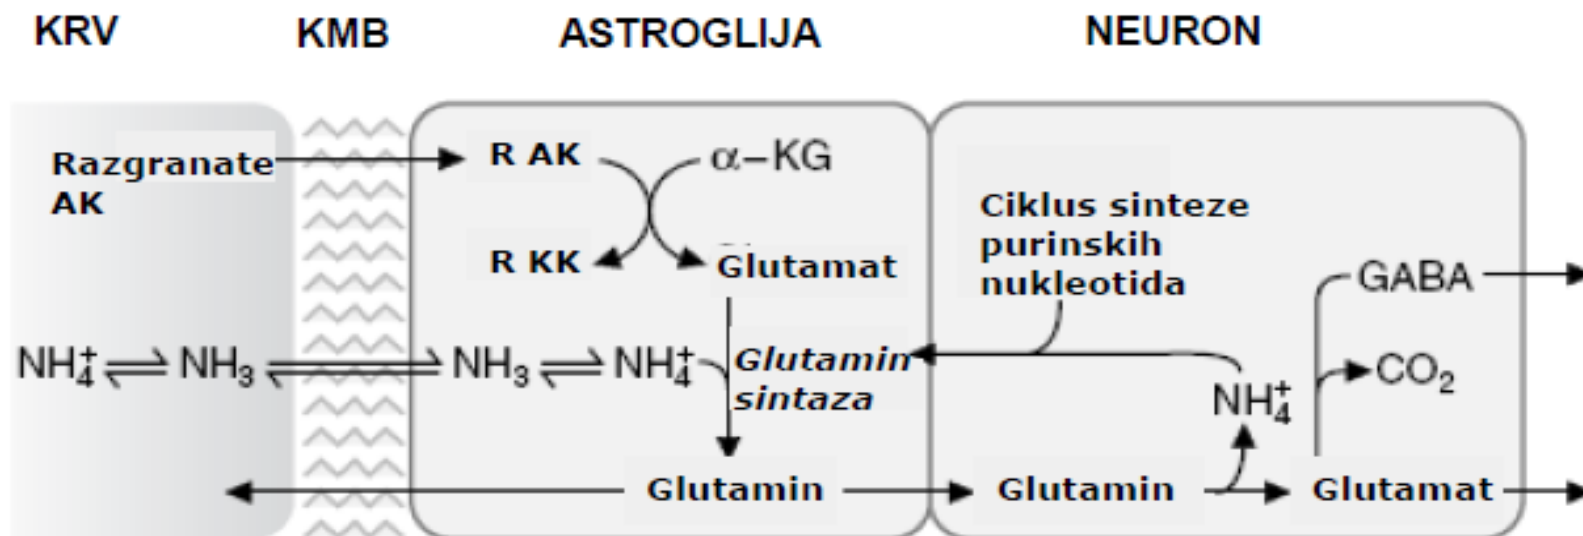 KRV KMB ASTROGLIJA NEURON
Razgranate
AK
R AK
α–KG
R KK
Glutamat
Ciklus sinteze
purinskih
nukleotida
GABA
NH₄⁺ NH₃ NH₃ NH₄⁺
Glutamin
sintaza
NH₄⁺
CO₂
Glutamin Glutamin Glutamat